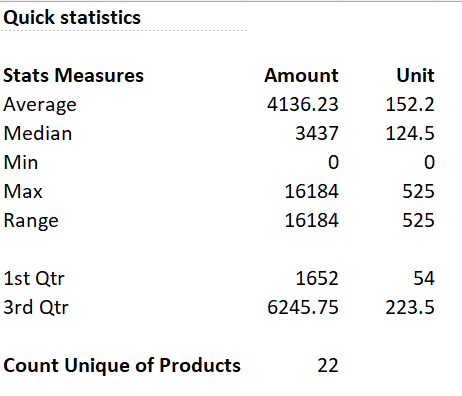 Quick statistics
Stats Measures Amount Unit
Average 4136.23 152.2
Median 3437 124.5
Min 0 0
Max 16184 525
Range 16184 525
1st Qtr 1652 54
3rd Qtr 6245.75 223.5
Count Unique of Products 22